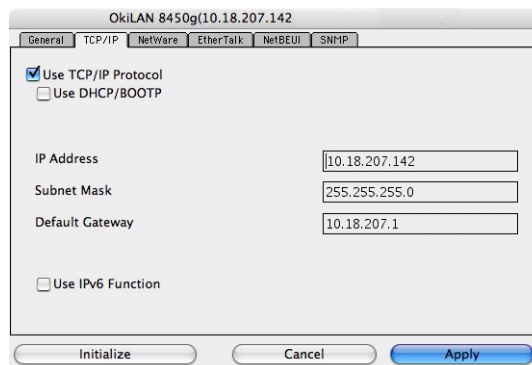 OkiLAN 8450g(10.18.207.142
General TCP/IP NetWare EtherTalk NetBEUI SNMP
Use TCP/IP Protocol
Use DHCP/BOOTP
IP Address 10.18.207.142
Subnet Mask 255.255.255.0
Default Gateway 10.18.207.1
Use IPv6 Function
Initialize Cancel Apply